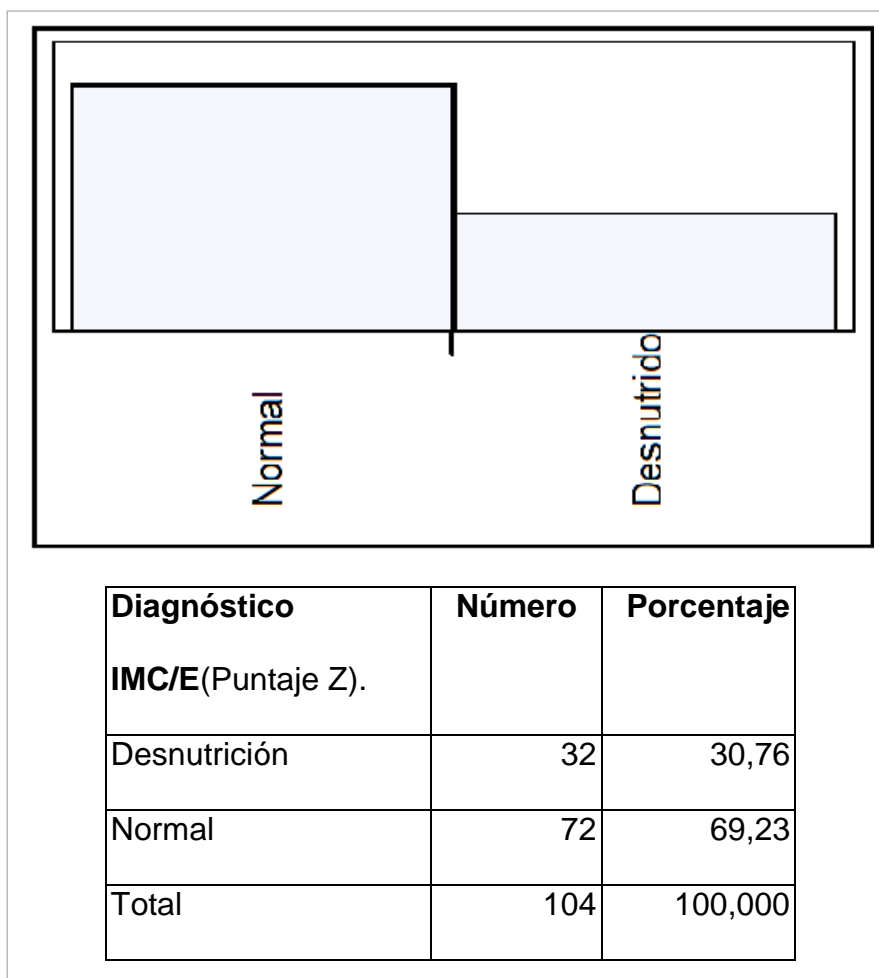 Normal
Desnutrido
Diagnóstico Número Porcentaje
IMC/E(Puntaje Z).
Desnutrición 32 30,76
Normal 72 69,23
Total 104 100,000